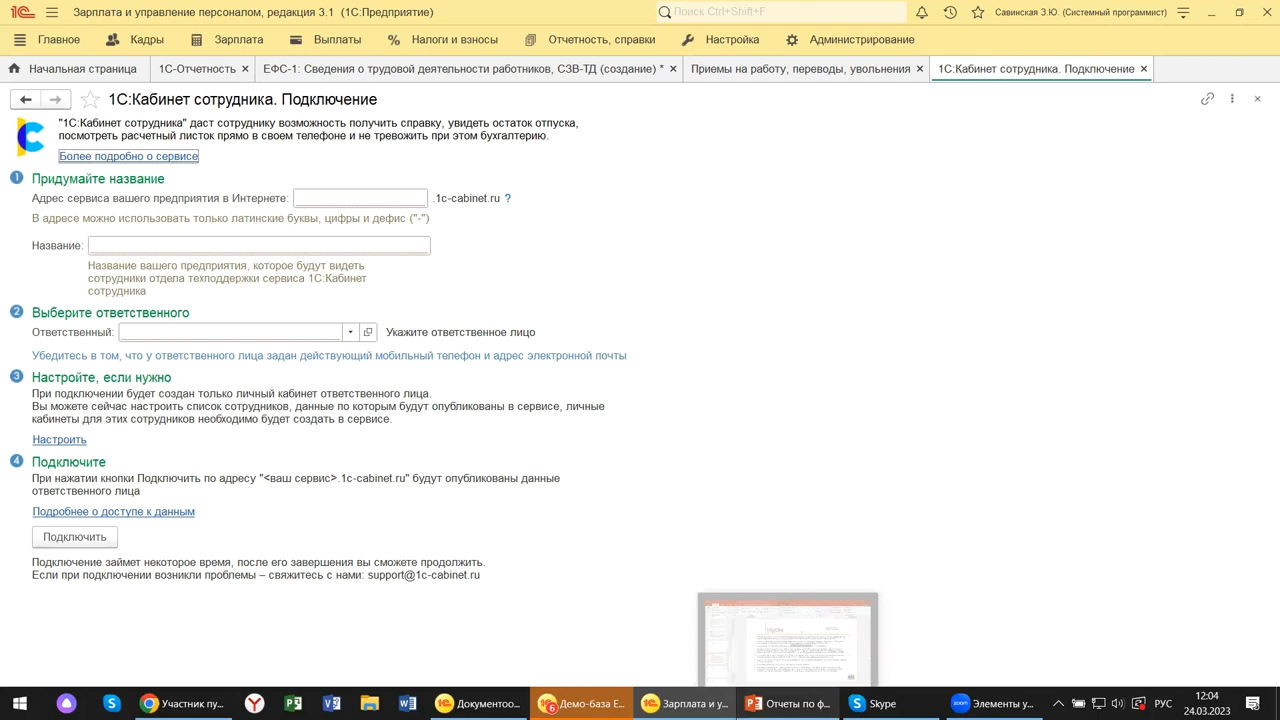 Зарплата и управление персоналом, редакция 3.1 (1С:Предприятие)
Поиск Ctrl+Shift+F
Савинская З.Ю. (Системный программист)
Главное
Кадры
Зарплата
Выплаты
Налоги и взносы
Отчетность, справки
Настройка
Администрирование
Начальная страница
1С-Отчетность
ЕФС-1: Сведения о трудовой деятельности работников, СЗВ-ТД (создание) *
Приемы на работу, переводы, увольнения
1С:Кабинет сотрудника. Подключение
1С:Кабинет сотрудника. Подключение
"1С:Кабинет сотрудника" даст сотруднику возможность получить справку, увидеть остаток отпуска,
посмотреть расчетный листок прямо в своем телефоне и не тревожить при этом бухгалтерию.
Более подробно о сервисе
1 Придумайте название
Адрес сервиса вашего предприятия в Интернете: .1c-cabinet.ru ?
В адресе можно использовать только латинские буквы, цифры и дефис ("-")
Название:
Название вашего предприятия, которое будут видеть
сотрудники отдела техподдержки сервиса 1С:Кабинет
сотрудника
2 Выберите ответственного
Ответственный: Укажите ответственное лицо
Убедитесь в том, что у ответственного лица задан действующий мобильный телефон и адрес электронной почты
3 Настройте, если нужно
При подключении будет создан только личный кабинет ответственного лица.
Вы можете сейчас настроить список сотрудников, данные по которым будут опубликованы в сервисе, личные
кабинеты для этих сотрудников необходимо будет создать в сервисе.
Настроить
4 Подключите
При нажатии кнопки Подключить по адресу "<ваш сервис>.1c-cabinet.ru" будут опубликованы данные
ответственного лица
Подробнее о доступе к данным
Подключить
Подключение займет некоторое время, после его завершения вы сможете продолжить.
Если при подключении возникли проблемы – свяжитесь с нами: support@1c-cabinet.ru
Участник пу...
Документоо...
6
Демо-база Е...
Зарплата и у...
Отчеты по ф...
Skype
zoom
Элементы у...
РУС
12:04
24.03.2023